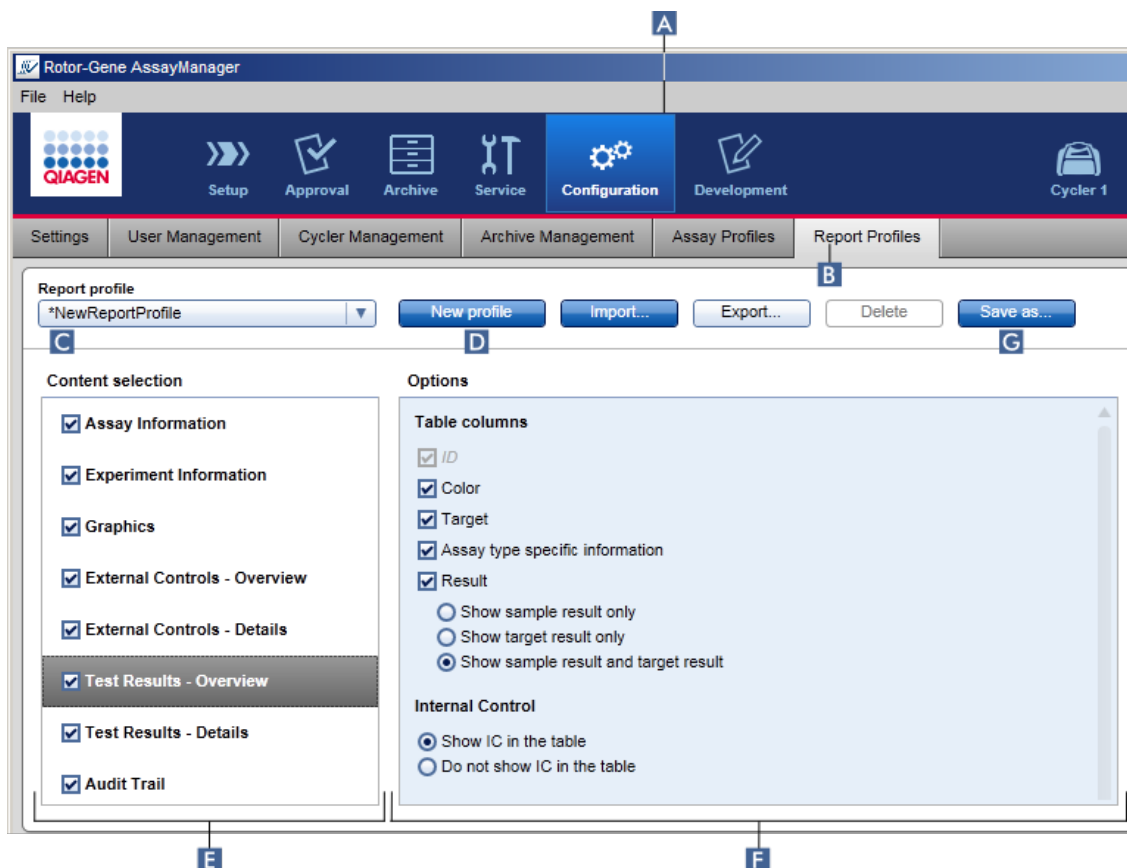 A
Rotor-Gene AssayManager
File Help
QIAGEN
Setup Approval Archive Service Configuration Development Cycler 1
Settings User Management Cycler Management Archive Management Assay Profiles Report Profiles
B
Report profile
*NewReportProfile New profile Import... Export... Delete Save as...
C D G
Content selection
Assay Information
Experiment Information
Graphics
External Controls - Overview
External Controls - Details
Test Results - Overview
Test Results - Details
Audit Trail
Options
Table columns
ID
Color
Target
Assay type specific information
Result
Show sample result only
Show target result only
Show sample result and target result
Internal Control
Show IC in the table
Do not show IC in the table
E F